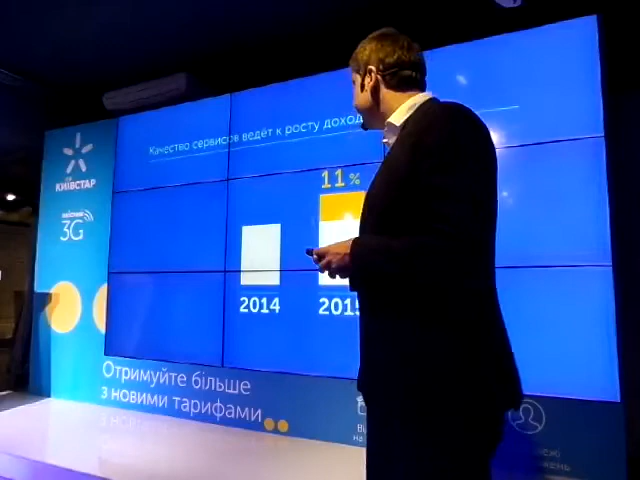 Качество сервисов ведёт к росту доход
КИЇВСТАР
3G
11%
2014
2015
Отримуйте більше
з новими тарифами